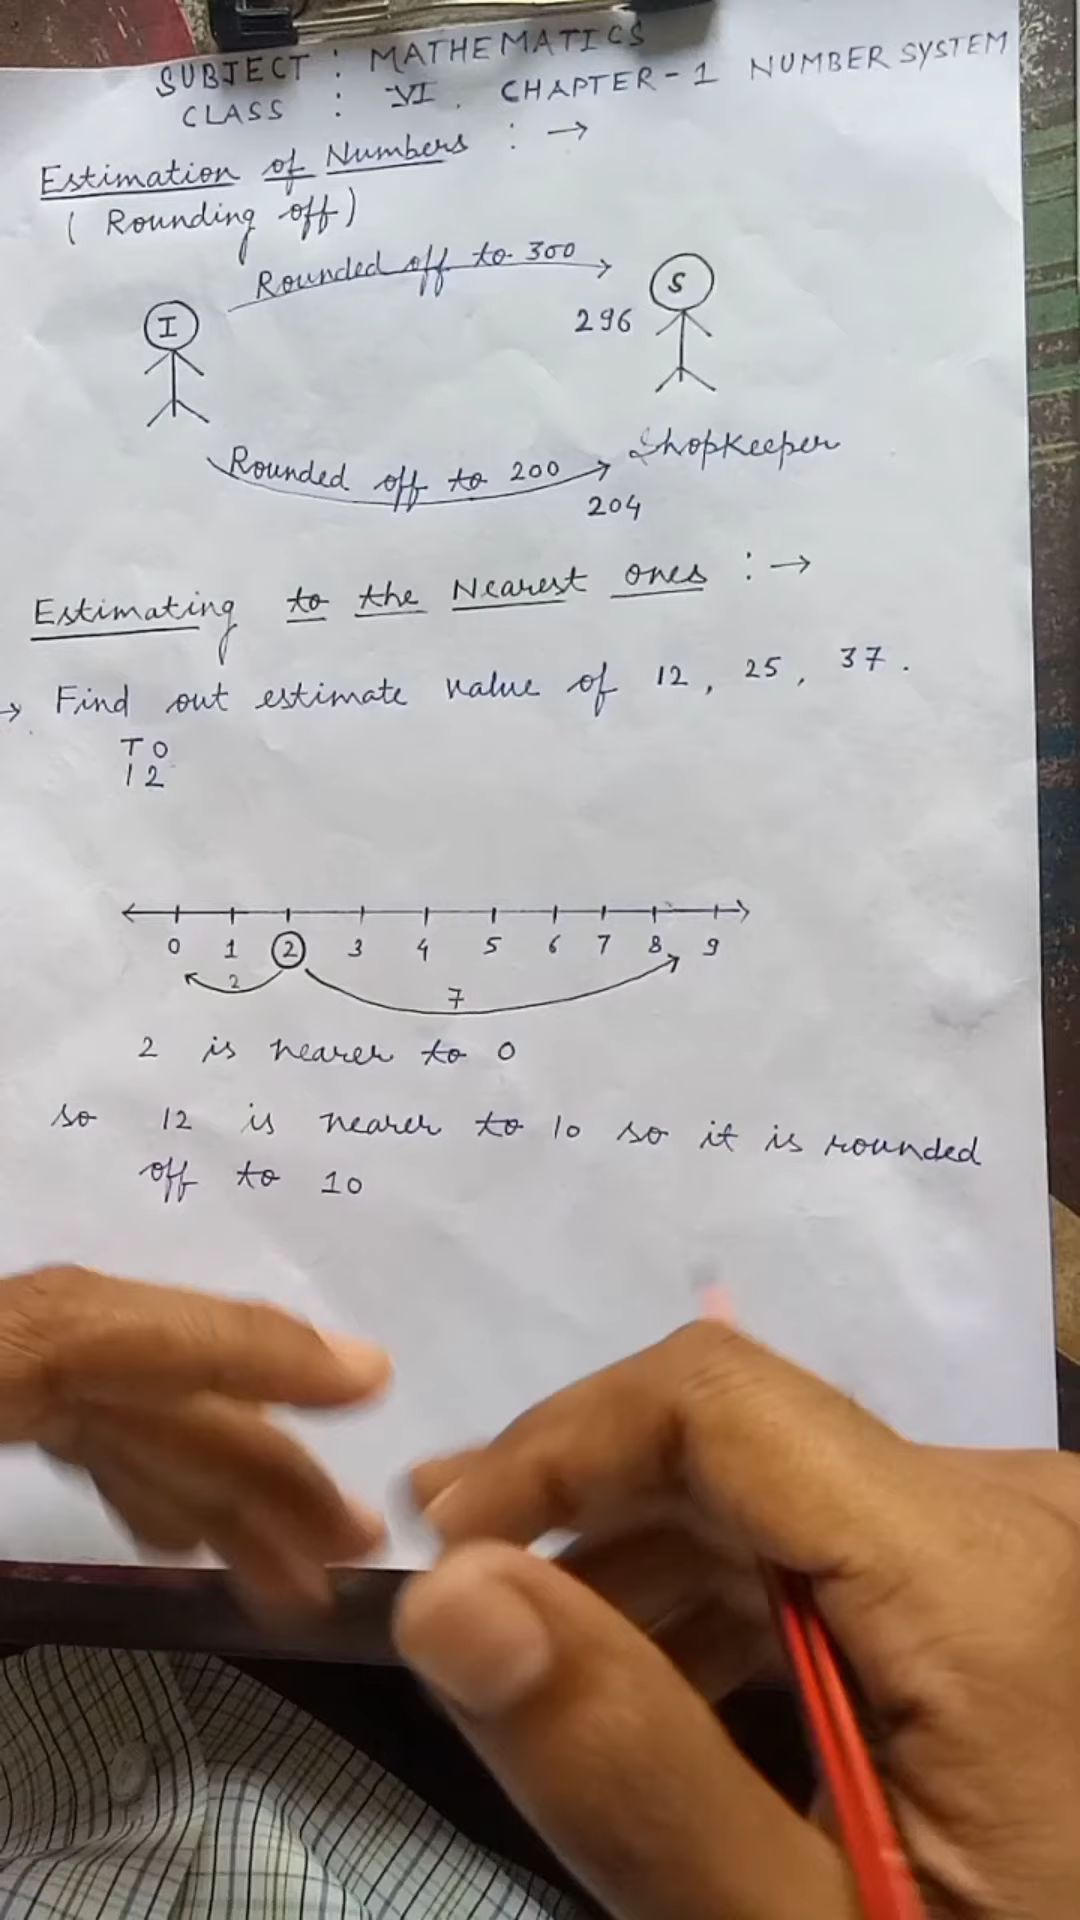 SUBJECT : MATHEMATICS
CLASS : VI. CHAPTER-1 NUMBER SYSTEM
Estimation of Numbers : →
(Rounding off)
Rounded off to 300
I
S
296
Rounded off to 200
Shopkeeper
204
Estimating to the Nearest ones : →
→ Find out estimate value of 12, 25, 37.
T O
1 2
0 1 2 3 4 5 6 7 8 9
2
7
2 is nearer to 0
so 12 is nearer to 10 so it is rounded
off to 10